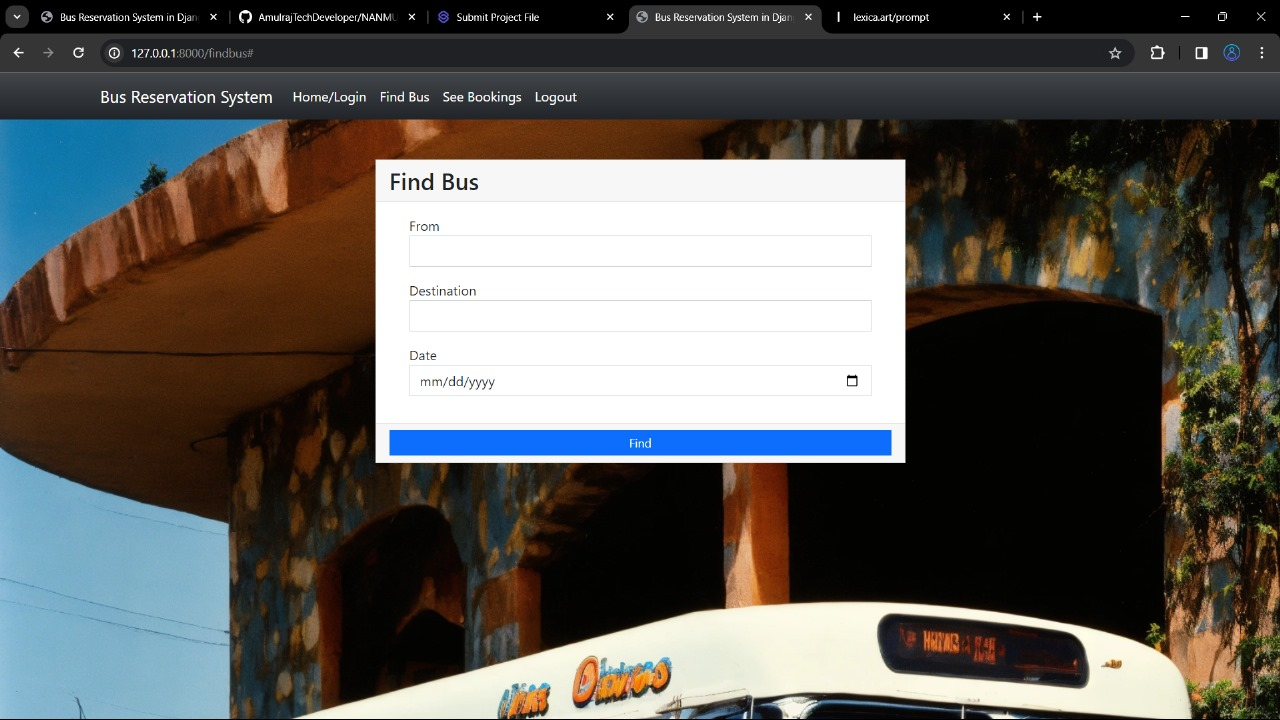 Bus Reservation System in Djan
AmulrajTechDeveloper/NANMU
Submit Project File
Bus Reservation System in Djan
lexica.art/prompt
127.0.0.1:8000/findbus#
Bus Reservation System
Home/Login
Find Bus
See Bookings
Logout
Find Bus
From
Destination
Date
mm/dd/yyyy
Find